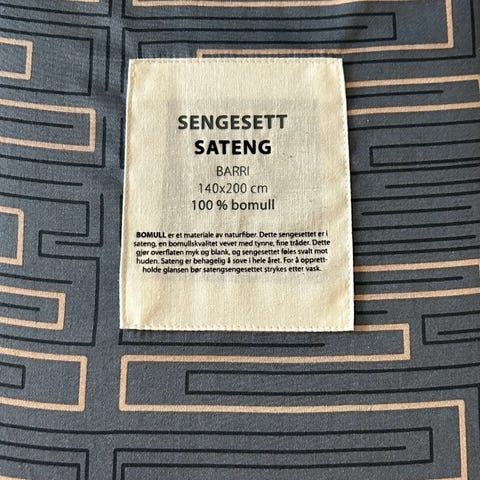 SENGESETT
SATENG
BARRI
140x200 cm
100 % bomull
BOMULL er et materiale av naturfiber. Dette sengesettet er i
sateng, en bomullskvalitet vevet med tynne, fine tråder. Dette
gjør overflaten myk og blank, og sengesettet føles svalt mot
huden. Sateng er behagelig å sove i hele året. For å opprett-
holde glansen bør satengsengesettet strykes etter vask.